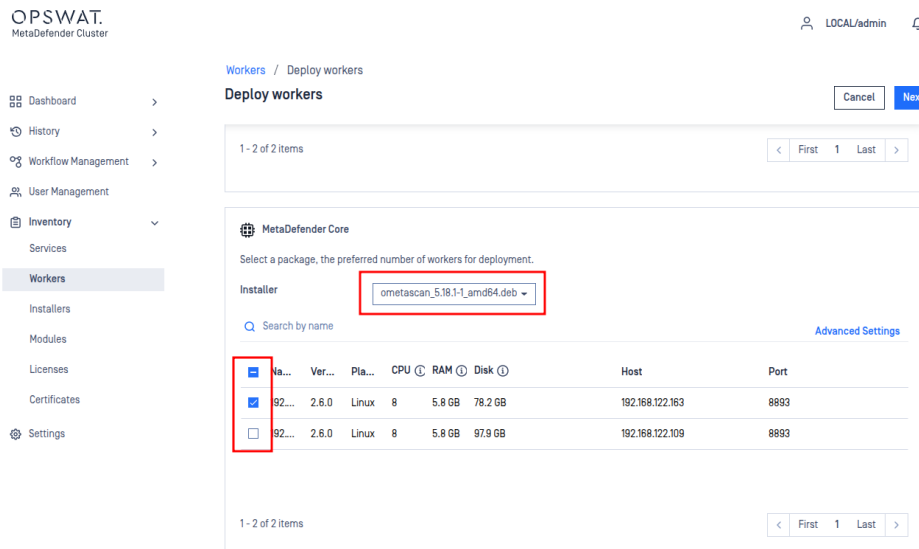 OPSWAT.
MetaDefender Cluster
LOCAL/admin
Workers / Deploy workers
Deploy workers
Cancel
Nex
Dashboard
History
Workflow Management
User Management
Inventory
Services
Workers
Installers
Modules
Licenses
Certificates
Settings
1 - 2 of 2 items
< First 1 Last >
MetaDefender Core
Select a package, the preferred number of workers for deployment.
Installer
ometascan_5.18.1-1_amd64.deb
Search by name
Advanced Settings
Na... Ver... Pla... CPU RAM Disk Host Port
192.... 2.6.0 Linux 8 5.8 GB 78.2 GB 192.168.122.163 8893
192.... 2.6.0 Linux 8 5.8 GB 97.9 GB 192.168.122.109 8893
1 - 2 of 2 items
< First 1 Last >